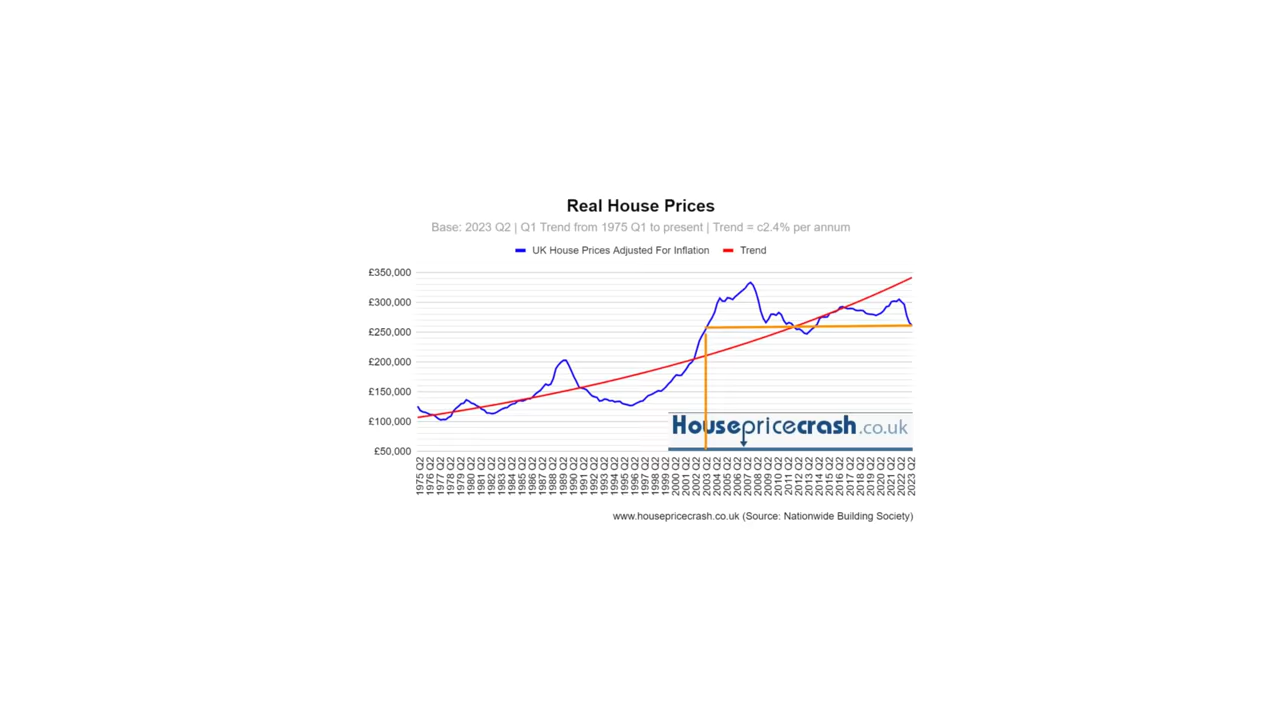 Real House Prices
Base: 2023 Q2 | Q1 Trend from 1975 Q1 to present | Trend = c2.4% per annum
UK House Prices Adjusted For Inflation Trend
£350,000
£300,000
£250,000
£200,000
£150,000
£100,000
£50,000
Housepricecrash.co.uk
1975 Q2
1976 Q2
1977 Q2
1978 Q2
1979 Q2
1980 Q2
1981 Q2
1982 Q2
1983 Q2
1984 Q2
1985 Q2
1986 Q2
1987 Q2
1988 Q2
1989 Q2
1990 Q2
1991 Q2
1992 Q2
1993 Q2
1994 Q2
1995 Q2
1996 Q2
1997 Q2
1998 Q2
1999 Q2
2000 Q2
2001 Q2
2002 Q2
2003 Q2
2004 Q2
2005 Q2
2006 Q2
2007 Q2
2008 Q2
2009 Q2
2010 Q2
2011 Q2
2012 Q2
2013 Q2
2014 Q2
2015 Q2
2016 Q2
2017 Q2
2018 Q2
2019 Q2
2020 Q2
2021 Q2
2022 Q2
2023 Q2
www.housepricecrash.co.uk (Source: Nationwide Building Society)